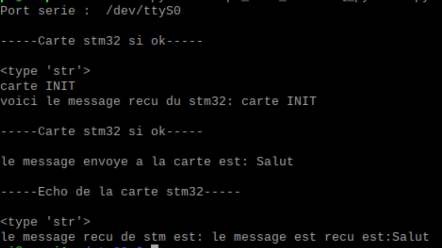 Port serie :  /dev/ttyS0
-----Carte stm32 si ok-----
<type 'str'>
carte INIT
voici le message recu du stm32: carte INIT
-----Carte stm32 si ok-----
le message envoye a la carte est: Salut
-----Echo de la carte stm32-----
<type 'str'>
le message recu de stm est: le message est recu est:Salut